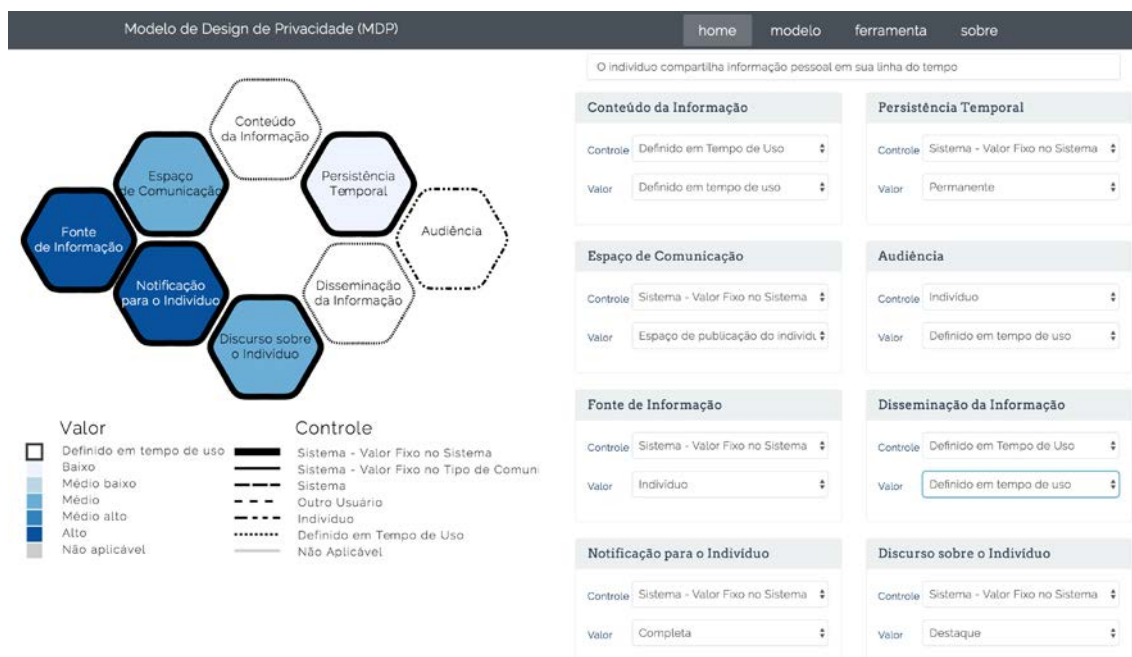 Modelo de Design de Privacidade (MDP)
home modelo ferramenta sobre
Conteúdo
da Informação
Espaço
de Comunicação
Persistência
Temporal
Fonte
de Informação
Audiência
Notificação
para o Indivíduo
Disseminação
da Informação
Discurso sobre
o Indivíduo
Valor
Definido em tempo de uso
Baixo
Médio baixo
Médio
Médio alto
Alto
Não aplicável
Controle
Sistema - Valor Fixo no Sistema
Sistema - Valor Fixo no Tipo de Comun
Sistema
Outro Usuário
Indivíduo
Definido em Tempo de Uso
Não Aplicável
O indivíduo compartilha informação pessoal em sua linha do tempo
Conteúdo da Informação
Controle Definido em Tempo de Uso
Valor Definido em tempo de uso
Persistência Temporal
Controle Sistema - Valor Fixo no Sistema
Valor Permanente
Espaço de Comunicação
Controle Sistema - Valor Fixo no Sistema
Valor Espaço de publicação do individu
Audiência
Controle Indivíduo
Valor Definido em tempo de uso
Fonte de Informação
Controle Sistema - Valor Fixo no Sistema
Valor Indivíduo
Disseminação da Informação
Controle Definido em Tempo de Uso
Valor Definido em tempo de uso
Notificação para o Indivíduo
Controle Sistema - Valor Fixo no Sistema
Valor Completa
Discurso sobre o Indivíduo
Controle Sistema - Valor Fixo no Sistema
Valor Destaque